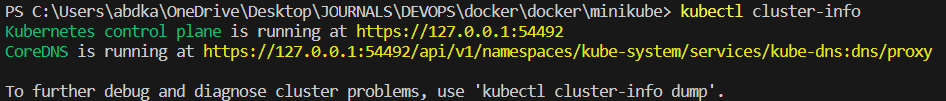 PS C:\Users\abdka\OneDrive\Desktop\JOURNALS\DEVOPS\docker\docker\minikube> kubectl cluster-info
Kubernetes control plane is running at https://127.0.0.1:54492
CoreDNS is running at https://127.0.0.1:54492/api/v1/namespaces/kube-system/services/kube-dns:dns/proxy
To further debug and diagnose cluster problems, use 'kubectl cluster-info dump'.